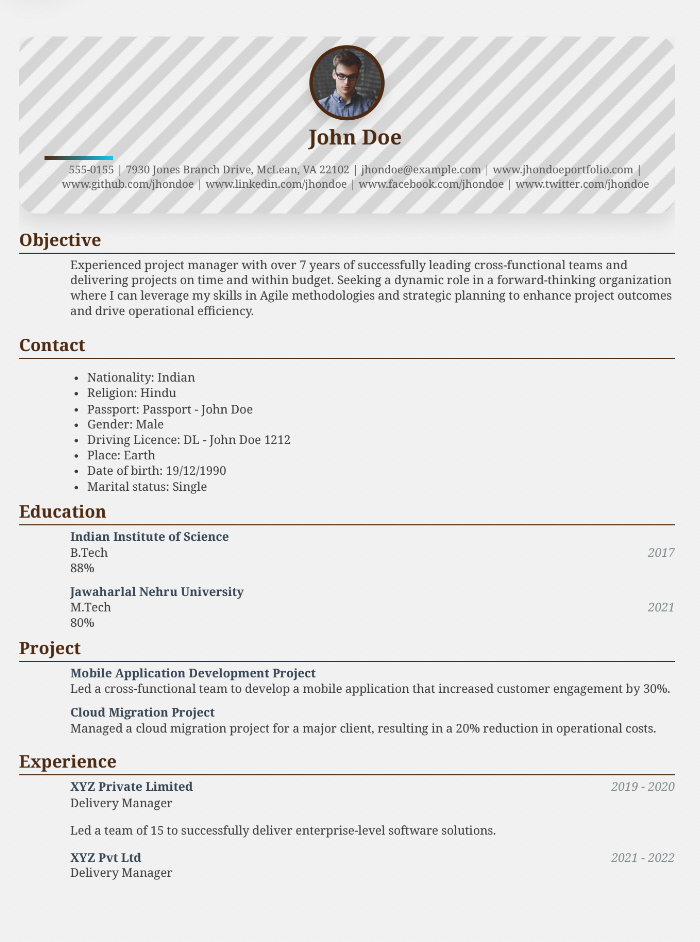 John Doe
555-0155 | 7930 Jones Branch Drive, McLean, VA 22102 | jhondoe@example.com | www.jhondoeportfolio.com |
www.github.com/jhondoe | www.linkedin.com/jhondoe | www.facebook.com/jhondoe | www.twitter.com/jhondoe
Objective
Experienced project manager with over 7 years of successfully leading cross-functional teams and
delivering projects on time and within budget. Seeking a dynamic role in a forward-thinking organization
where I can leverage my skills in Agile methodologies and strategic planning to enhance project outcomes
and drive operational efficiency.
Contact
• Nationality: Indian
• Religion: Hindu
• Passport: Passport - John Doe
• Gender: Male
• Driving Licence: DL - John Doe 1212
• Place: Earth
• Date of birth: 19/12/1990
• Marital status: Single
Education
Indian Institute of Science
B.Tech 2017
88%
Jawaharlal Nehru University
M.Tech 2021
80%
Project
Mobile Application Development Project
Led a cross-functional team to develop a mobile application that increased customer engagement by 30%.
Cloud Migration Project
Managed a cloud migration project for a major client, resulting in a 20% reduction in operational costs.
Experience
XYZ Private Limited 2019 - 2020
Delivery Manager
Led a team of 15 to successfully deliver enterprise-level software solutions.
XYZ Pvt Ltd 2021 - 2022
Delivery Manager